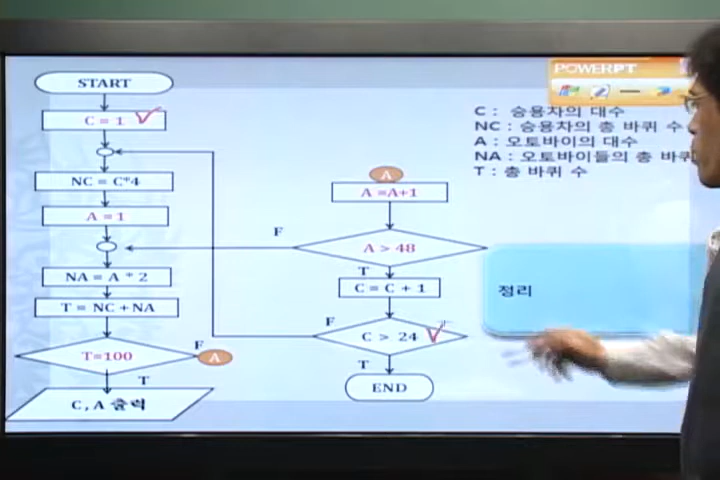 POWERPT
START
C = 1
NC = C*4
A = 1
NA = A * 2
T = NC + NA
T=100
F
A
T
C, A 출력
A
A =A+1
F
A > 48
T
C = C + 1
F
C > 24
T
END
C : 승용차의 대수
NC : 승용차의 총 바퀴 수
A : 오토바이의 대수
NA : 오토바이들의 총 바퀴
T : 총 바퀴 수
정리